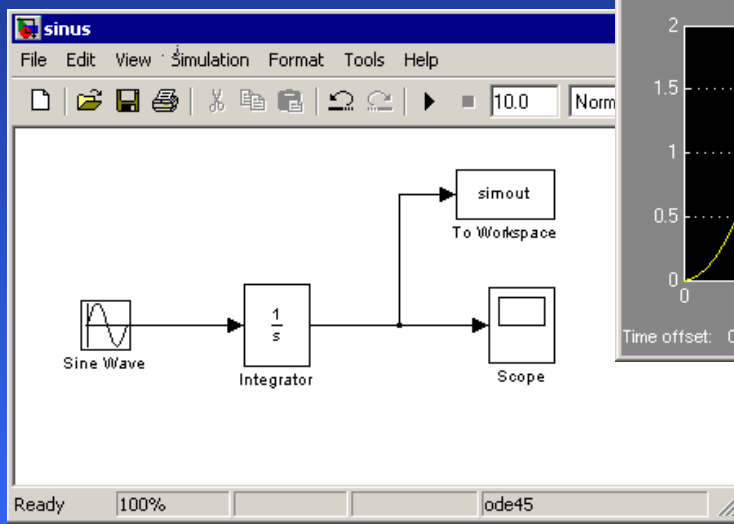 sinus
File Edit View Simulation Format Tools Help
10.0 Norm
simout
To Workspace
Sine Wave
1
s
Integrator
Scope
Ready 100% ode45
2
1.5
1
0.5
0
0
Time offset: 0